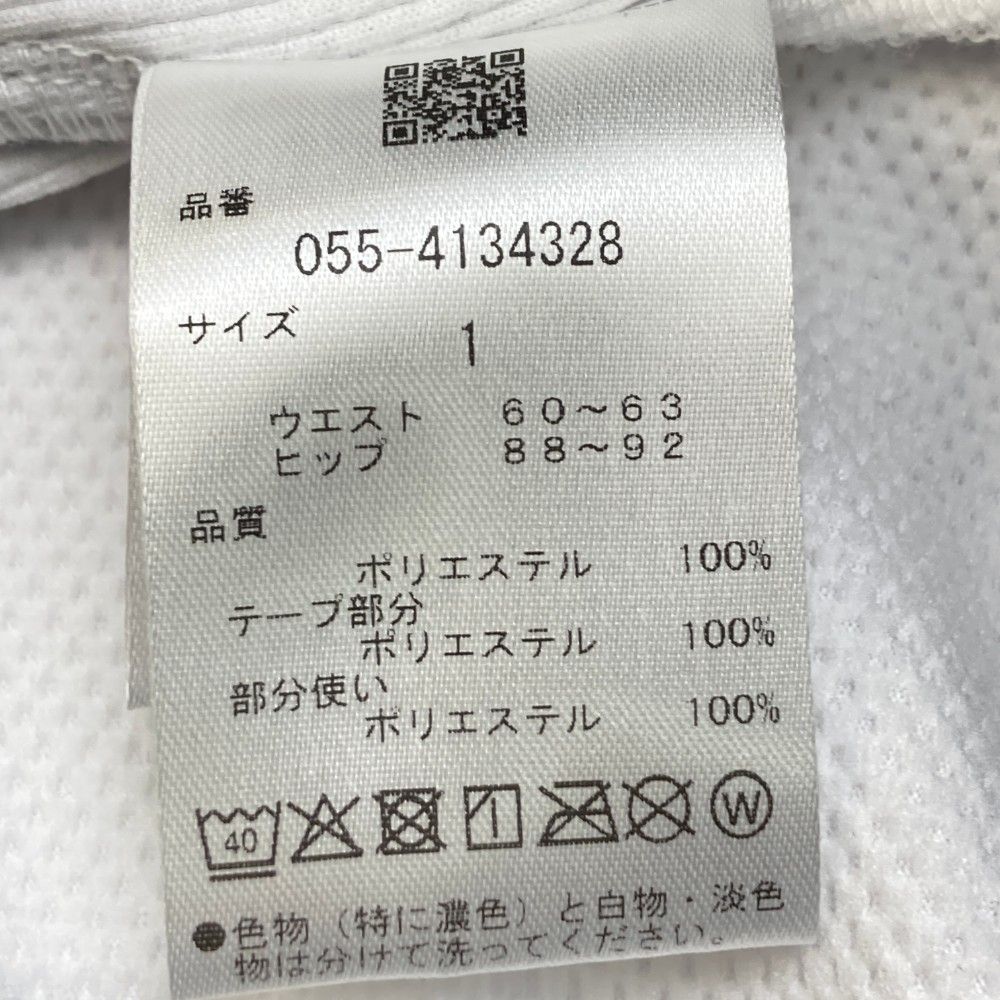 品番
055-4134328
サイズ 1
ウエスト 60~63
ヒップ 88~92
品質
ポリエステル 100%
テープ部分
ポリエステル 100%
部分使い
ポリエステル 100%
40 W
●色物(特に濃色)と白物・淡色
物は分けて洗ってください。